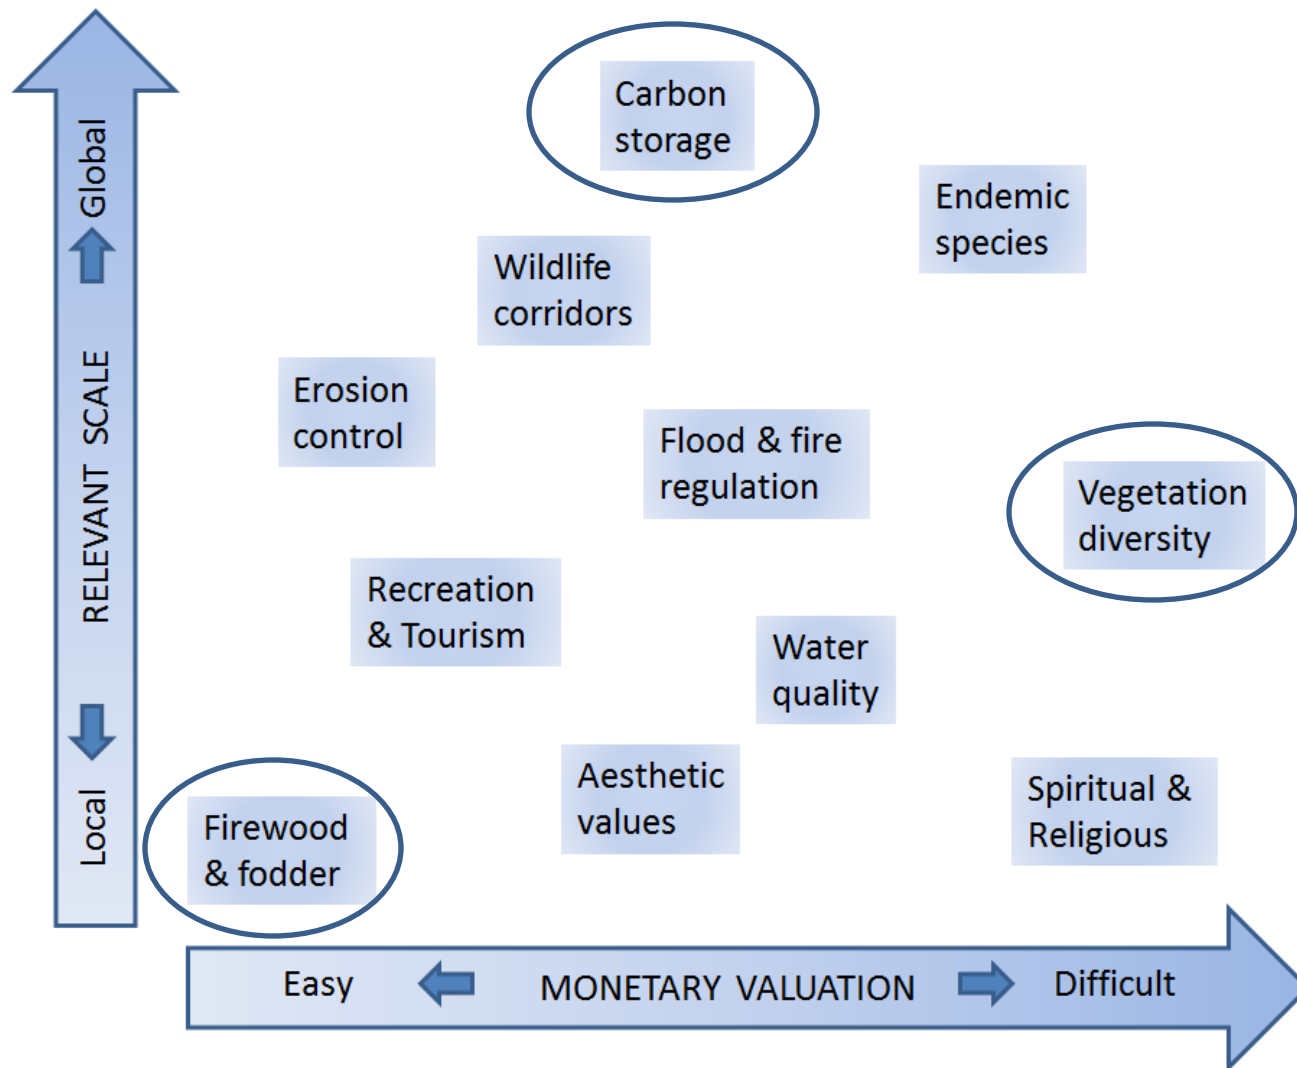 Carbon
storage
Endemic
species
Wildlife
corridors
Erosion
control
Flood & fire
regulation
Vegetation
diversity
Recreation
& Tourism
Water
quality
Aesthetic
values
Spiritual &
Religious
Firewood
& fodder
Global
RELEVANT SCALE
Local
Easy
MONETARY VALUATION
Difficult